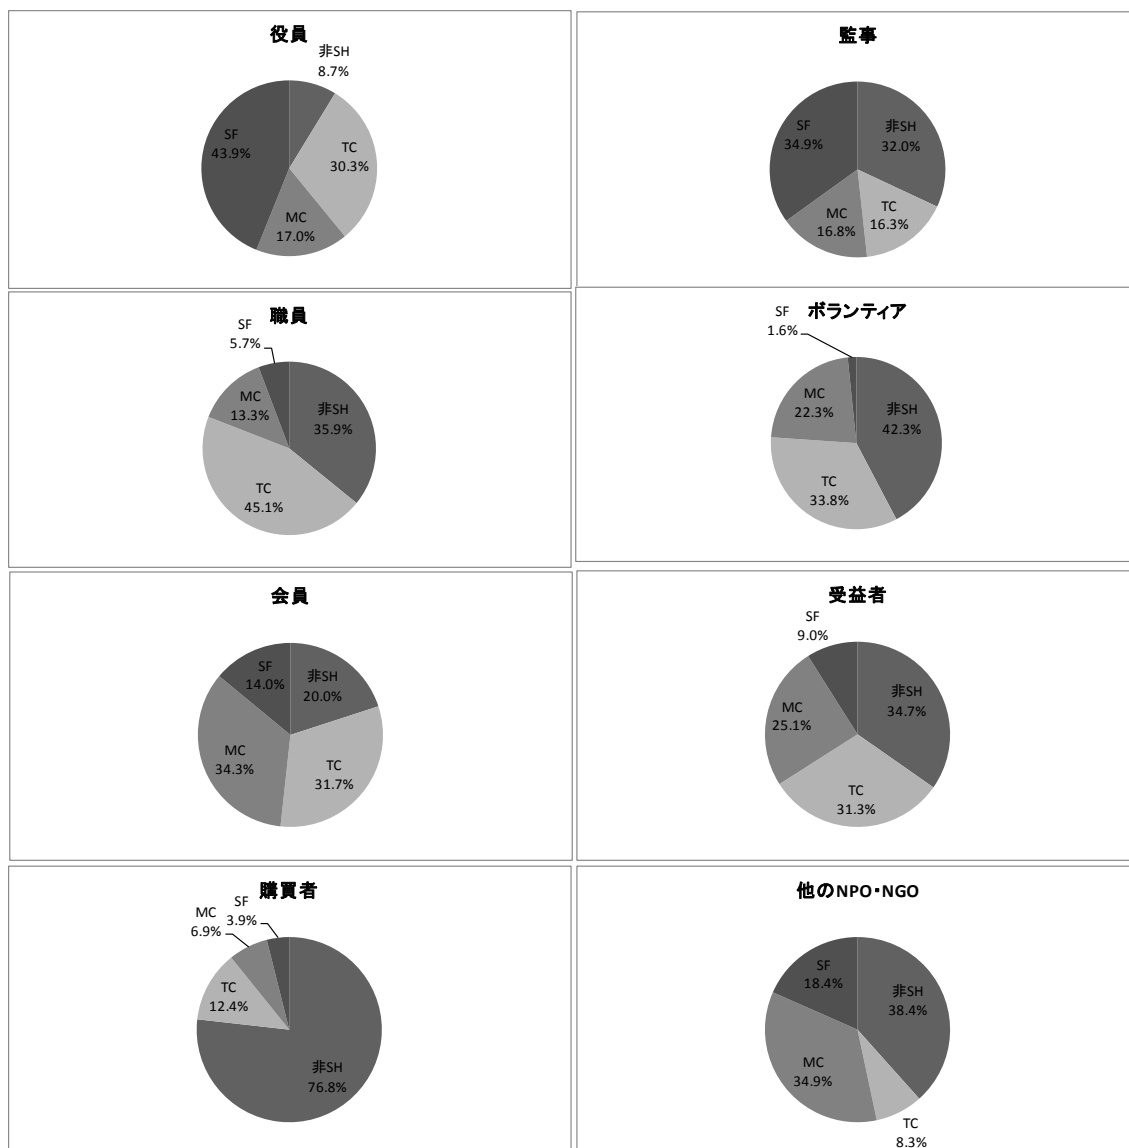 役員
非SH
8.7%
TC
30.3%
MC
17.0%
SF
43.9%
監事
非SH
32.0%
TC
16.3%
MC
16.8%
SF
34.9%
職員
非SH
35.9%
TC
45.1%
MC
13.3%
SF
5.7%
ボランティア
非SH
42.3%
TC
33.8%
MC
22.3%
SF
1.6%
会員
非SH
20.0%
TC
31.7%
MC
34.3%
SF
14.0%
受益者
非SH
34.7%
TC
31.3%
MC
25.1%
SF
9.0%
購買者
非SH
76.8%
TC
12.4%
MC
6.9%
SF
3.9%
他のNPO・NGO
非SH
38.4%
TC
8.3%
MC
34.9%
SF
18.4%